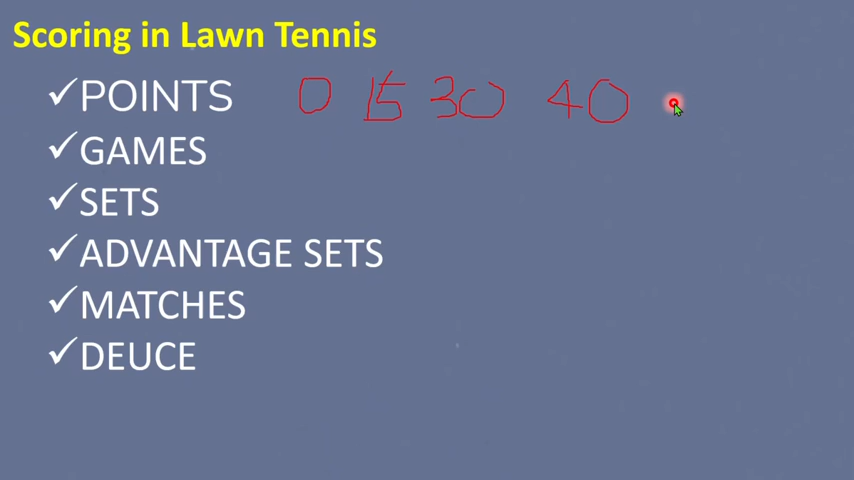 Scoring in Lawn Tennis
✓POINTS 0 15 30 40
✓GAMES
✓SETS
✓ADVANTAGE SETS
✓MATCHES
✓DEUCE